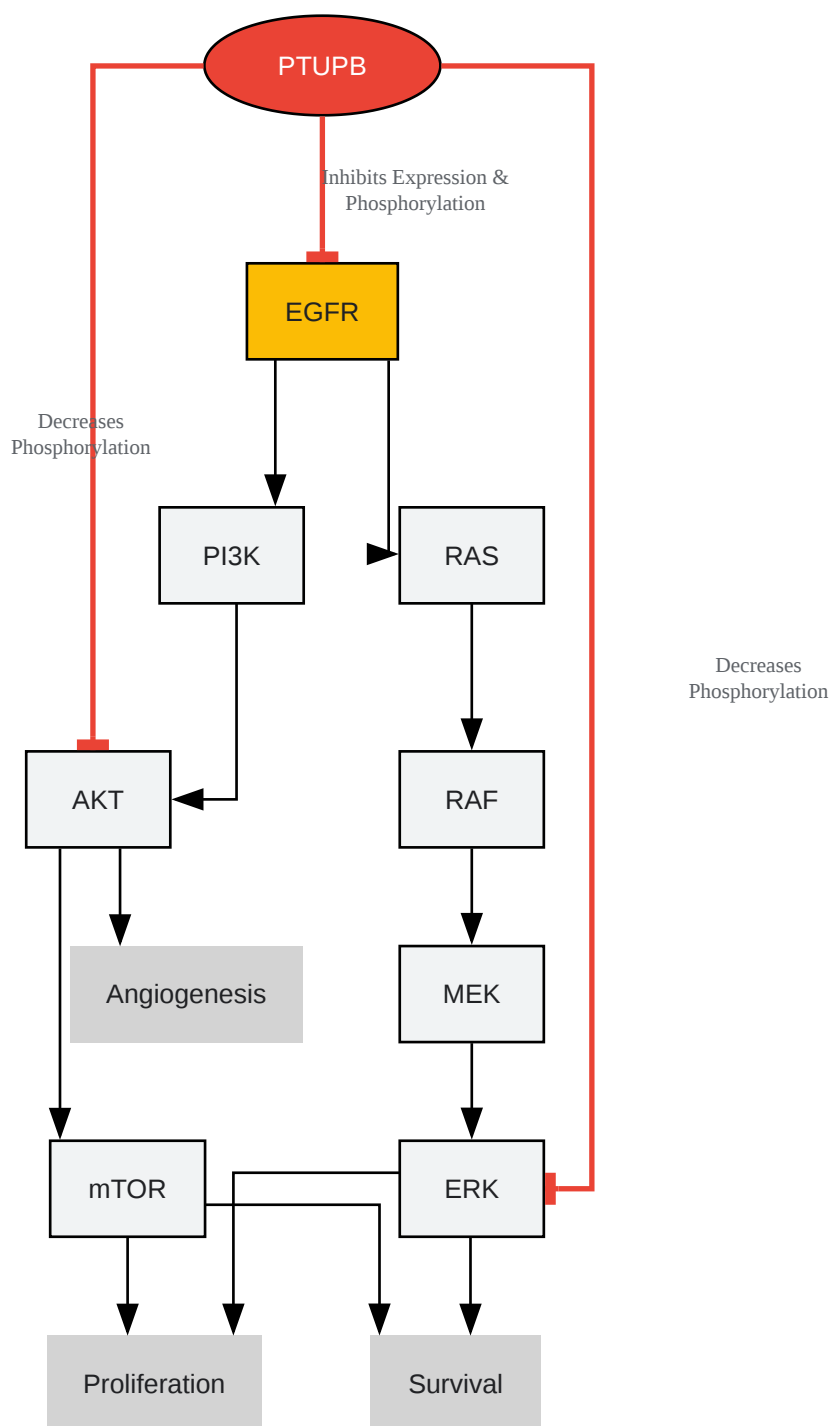 PTUPB
Inhibits Expression &
Phosphorylation
EGFR
Decreases
Phosphorylation
PI3K
RAS
Decreases
Phosphorylation
AKT
RAF
Angiogenesis
MEK
mTOR
ERK
Proliferation
Survival